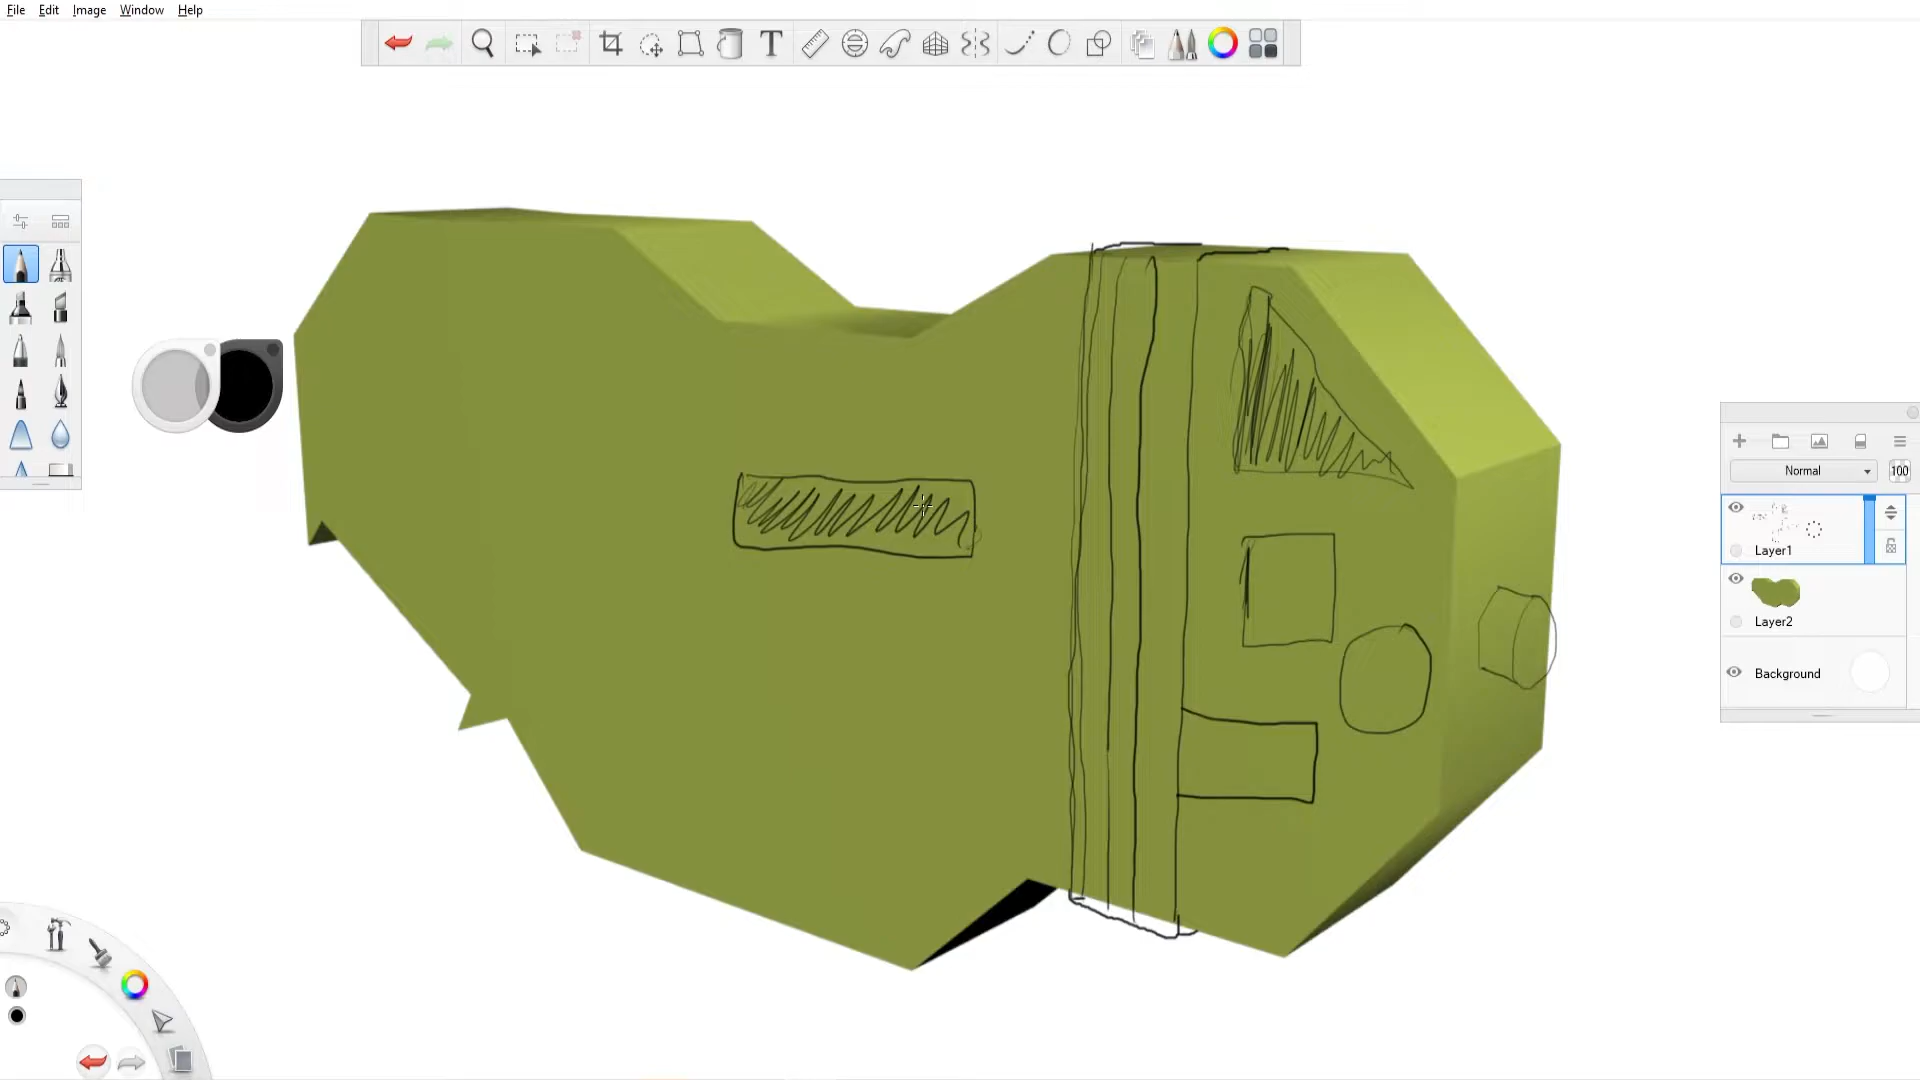 File Edit Image Window Help
Normal 100
Layer1
Layer2
Background